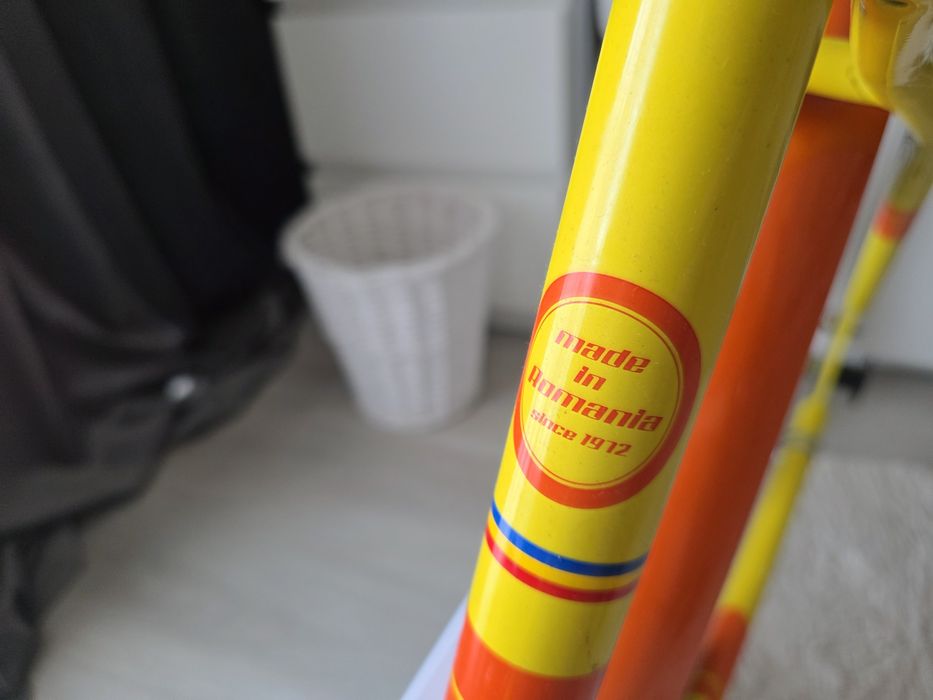 made
in
Romania
since 1972